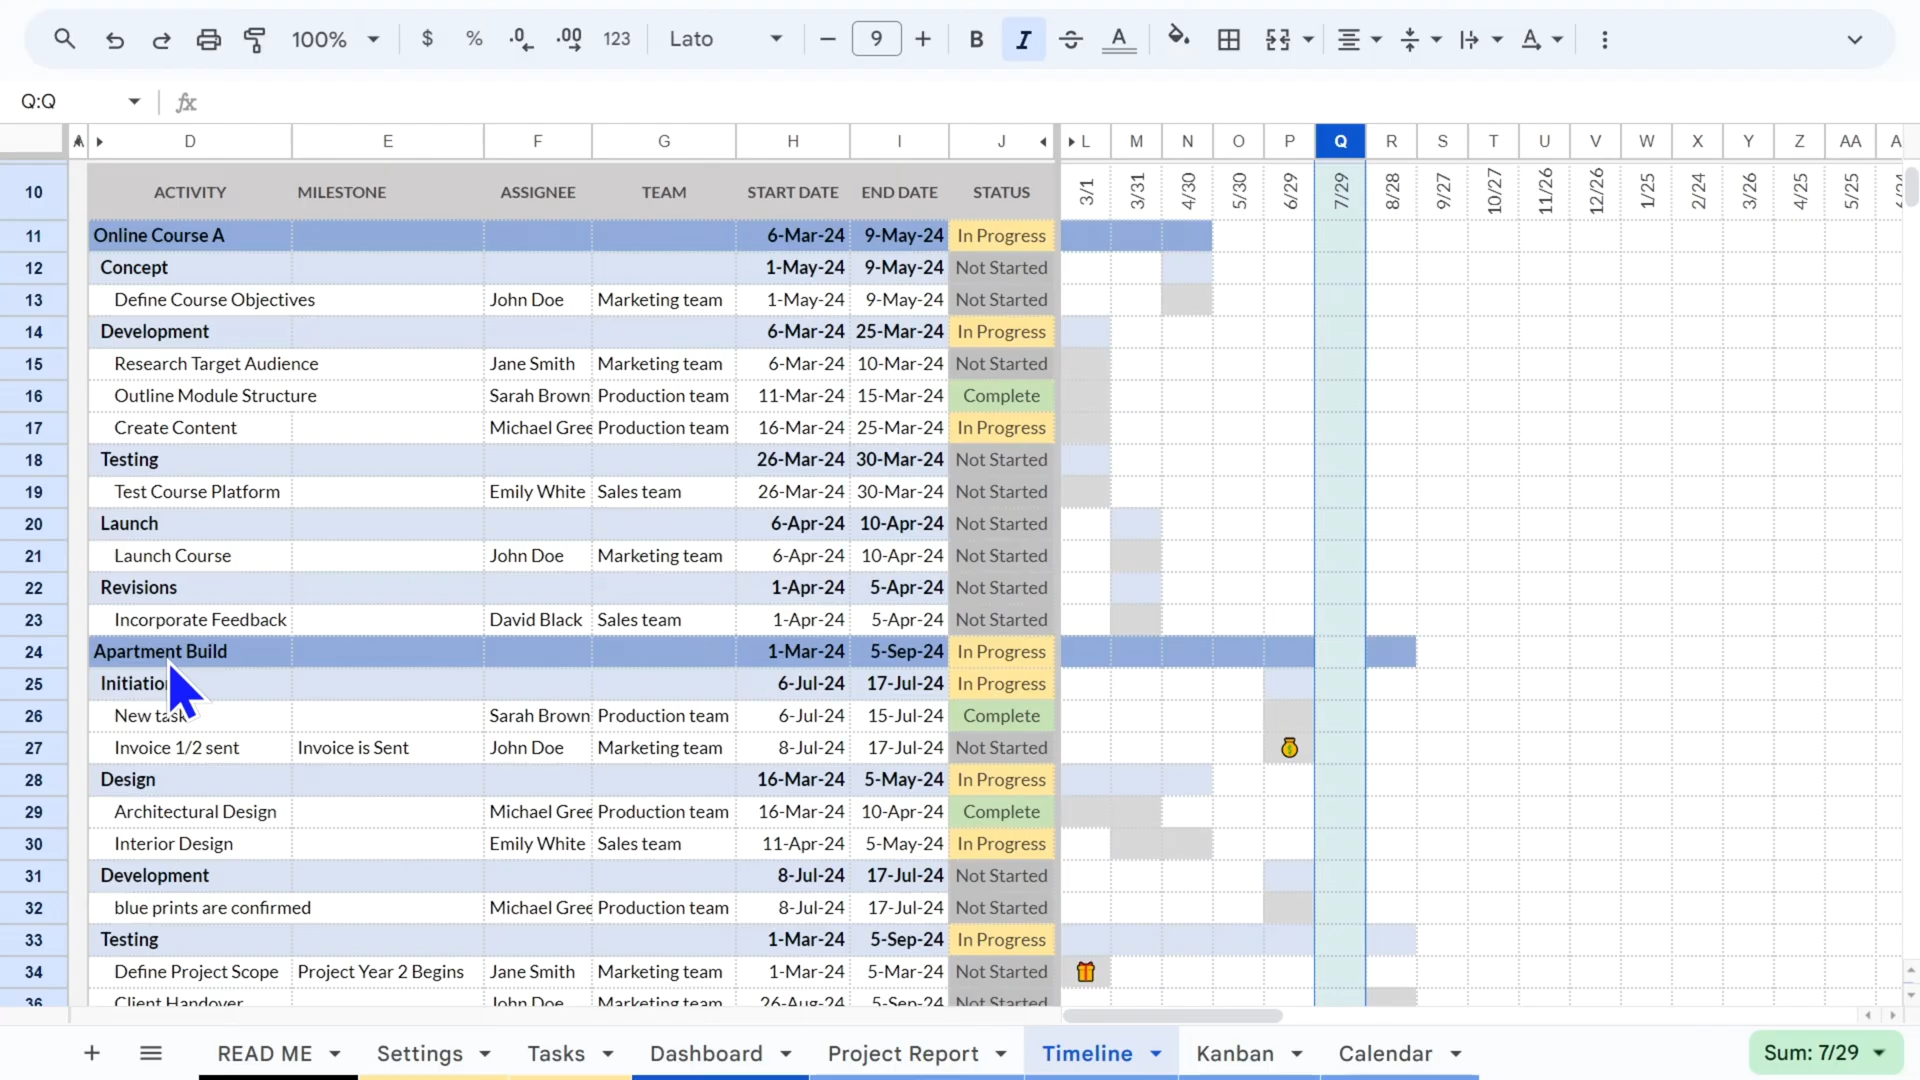 100% $ % .0 .00 123 Lato 9 B I A A
Q:Q fx
A D E F G H I J L M N O P Q R S T U V W X Y Z AA
10 ACTIVITY MILESTONE ASSIGNEE TEAM START DATE END DATE STATUS 3/1 3/31 4/30 5/30 6/29 7/29 8/28 9/27 10/27 11/26 12/26 1/25 2/24 3/26 4/25 5/25
11 Online Course A 6-Mar-24 9-May-24 In Progress
12 Concept 1-May-24 9-May-24 Not Started
13 Define Course Objectives John Doe Marketing team 1-May-24 9-May-24 Not Started
14 Development 6-Mar-24 25-Mar-24 In Progress
15 Research Target Audience Jane Smith Marketing team 6-Mar-24 10-Mar-24 Not Started
16 Outline Module Structure Sarah Brown Production team 11-Mar-24 15-Mar-24 Complete
17 Create Content Michael Gree Production team 16-Mar-24 25-Mar-24 In Progress
18 Testing 26-Mar-24 30-Mar-24 Not Started
19 Test Course Platform Emily White Sales team 26-Mar-24 30-Mar-24 Not Started
20 Launch 6-Apr-24 10-Apr-24 Not Started
21 Launch Course John Doe Marketing team 6-Apr-24 10-Apr-24 Not Started
22 Revisions 1-Apr-24 5-Apr-24 Not Started
23 Incorporate Feedback David Black Sales team 1-Apr-24 5-Apr-24 Not Started
24 Apartment Build 1-Mar-24 5-Sep-24 In Progress
25 Initiation 6-Jul-24 17-Jul-24 In Progress
26 New task Sarah Brown Production team 6-Jul-24 15-Jul-24 Complete
27 Invoice 1/2 sent Invoice is Sent John Doe Marketing team 8-Jul-24 17-Jul-24 Not Started
28 Design 16-Mar-24 5-May-24 In Progress
29 Architectural Design Michael Gree Production team 16-Mar-24 10-Apr-24 Complete
30 Interior Design Emily White Sales team 11-Apr-24 5-May-24 In Progress
31 Development 8-Jul-24 17-Jul-24 Not Started
32 blue prints are confirmed Michael Gree Production team 8-Jul-24 17-Jul-24 Not Started
33 Testing 1-Mar-24 5-Sep-24 In Progress
34 Define Project Scope Project Year 2 Begins Jane Smith Marketing team 1-Mar-24 5-Mar-24 Not Started
36 Client Handover John Doe Marketing team 26-Aug-24 5-Sep-24 Not Started
+ READ ME Settings Tasks Dashboard Project Report Timeline Kanban Calendar Sum: 7/29